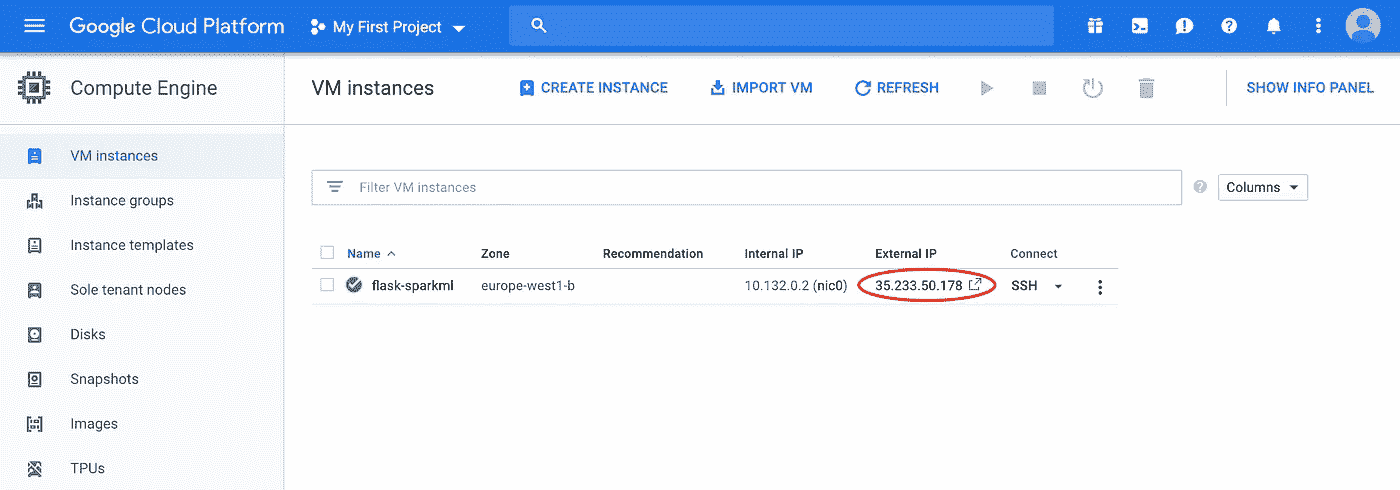 Google Cloud Platform My First Project
Compute Engine
VM instances CREATE INSTANCE IMPORT VM REFRESH SHOW INFO PANEL
VM instances
Instance groups
Instance templates
Sole tenant nodes
Disks
Snapshots
Images
TPUs
Filter VM instances Columns
Name Zone Recommendation Internal IP External IP Connect
flask-sparkml europe-west1-b 10.132.0.2 (nic0) 35.233.50.178 SSH